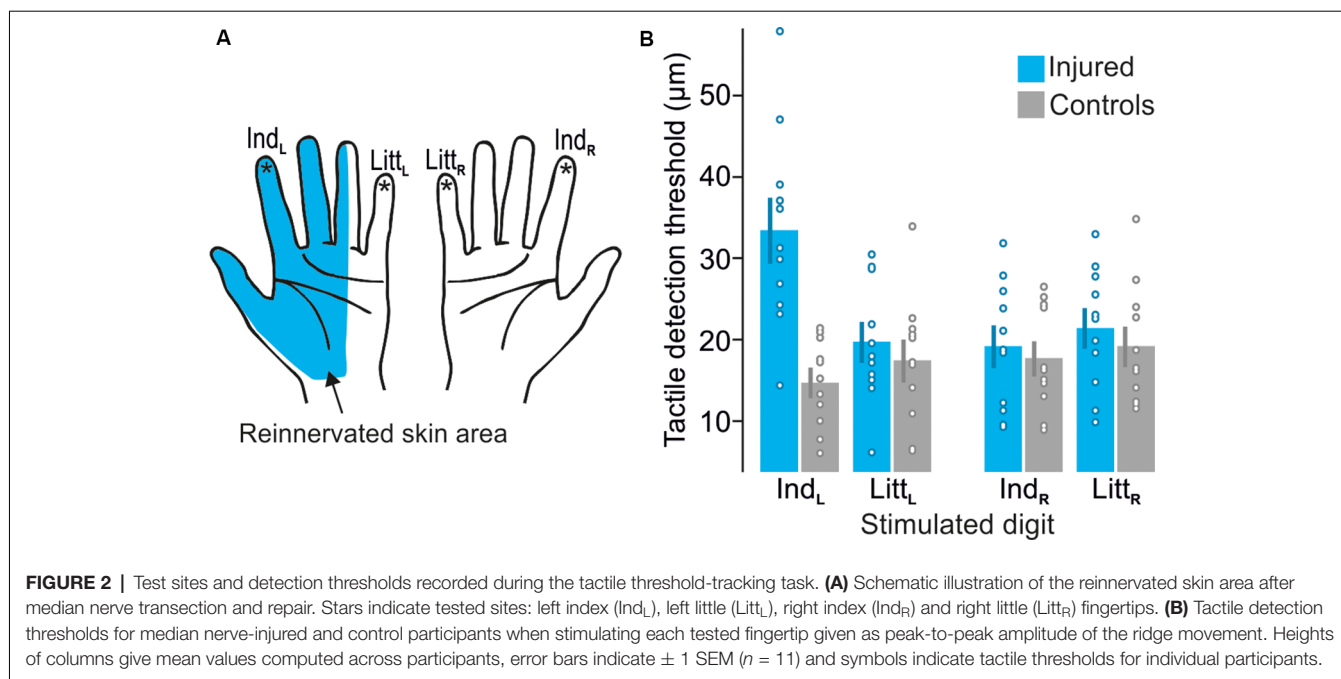 A
B
Ind_L
Litt_L
Litt_R
Ind_R
Reinnervated skin area
Tactile detection threshold (µm)
50
40
30
20
10
Injured
Controls
Ind_L
Litt_L
Ind_R
Litt_R
Stimulated digit
FIGURE 2 | Test sites and detection thresholds recorded during the tactile threshold-tracking task. (A) Schematic illustration of the reinnervated skin area after
median nerve transection and repair. Stars indicate tested sites: left index (Ind_L), left little (Litt_L), right index (Ind_R) and right little (Litt_R) fingertips. (B) Tactile detection
thresholds for median nerve-injured and control participants when stimulating each tested fingertip given as peak-to-peak amplitude of the ridge movement. Heights
of columns give mean values computed across participants, error bars indicate ± 1 SEM (n = 11) and symbols indicate tactile thresholds for individual participants.